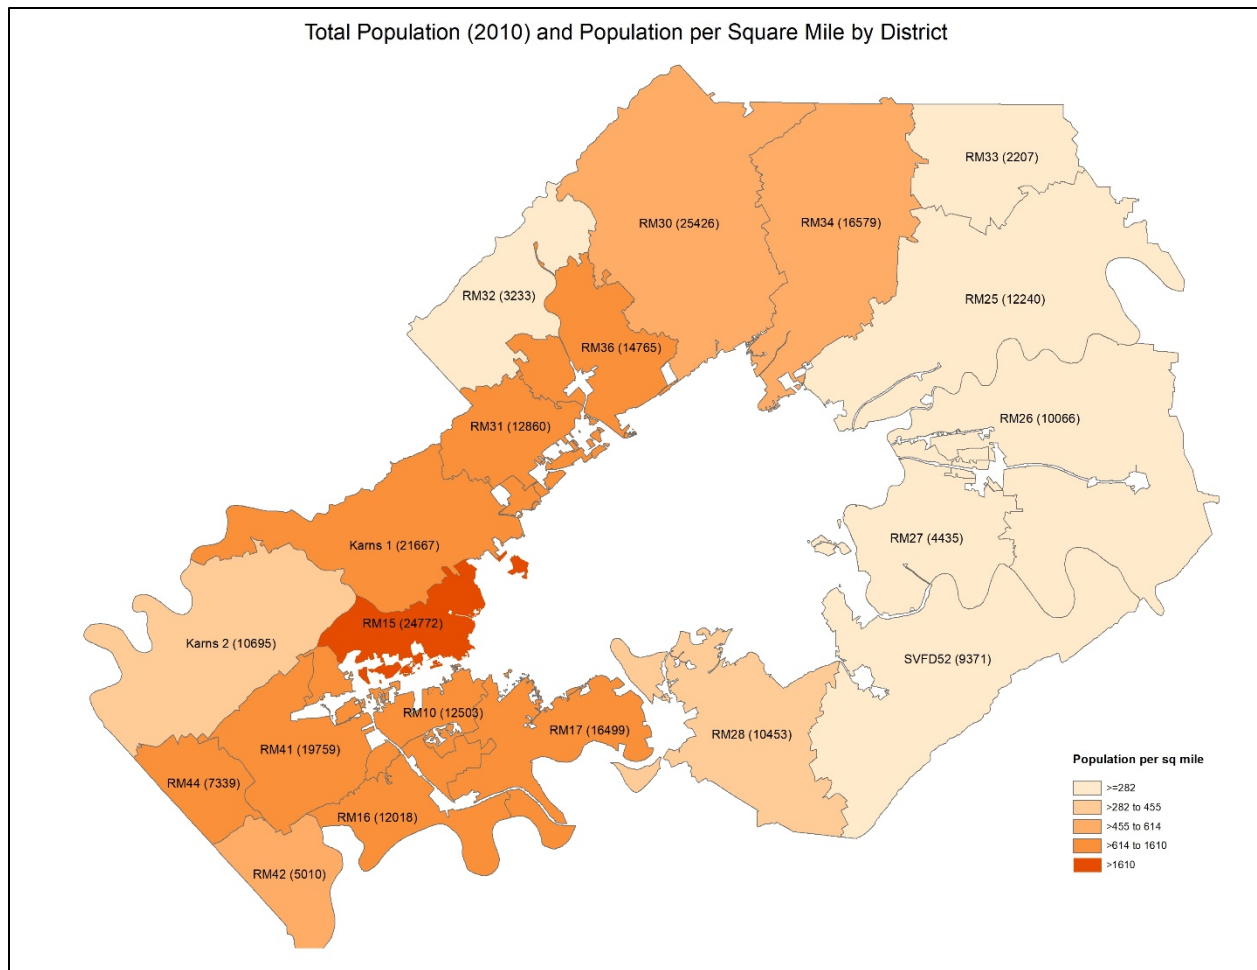 Total Population (2010) and Population per Square Mile by District
RM33 (2207)
RM30 (25426)
RM34 (16579)
RM32 (3233)
RM25 (12240)
RM36 (14765)
RM26 (10066)
RM31 (12860)
Karns 1 (21667)
RM27 (4435)
RM15 (24772)
Karns 2 (10695)
SVFD52 (9371)
RM10 (12503)
RM17 (16499)
RM28 (10453)
RM41 (19759)
RM44 (7339)
RM16 (12018)
RM42 (5010)
Population per sq mile
>=282
>282 to 455
>455 to 614
>614 to 1610
>1610